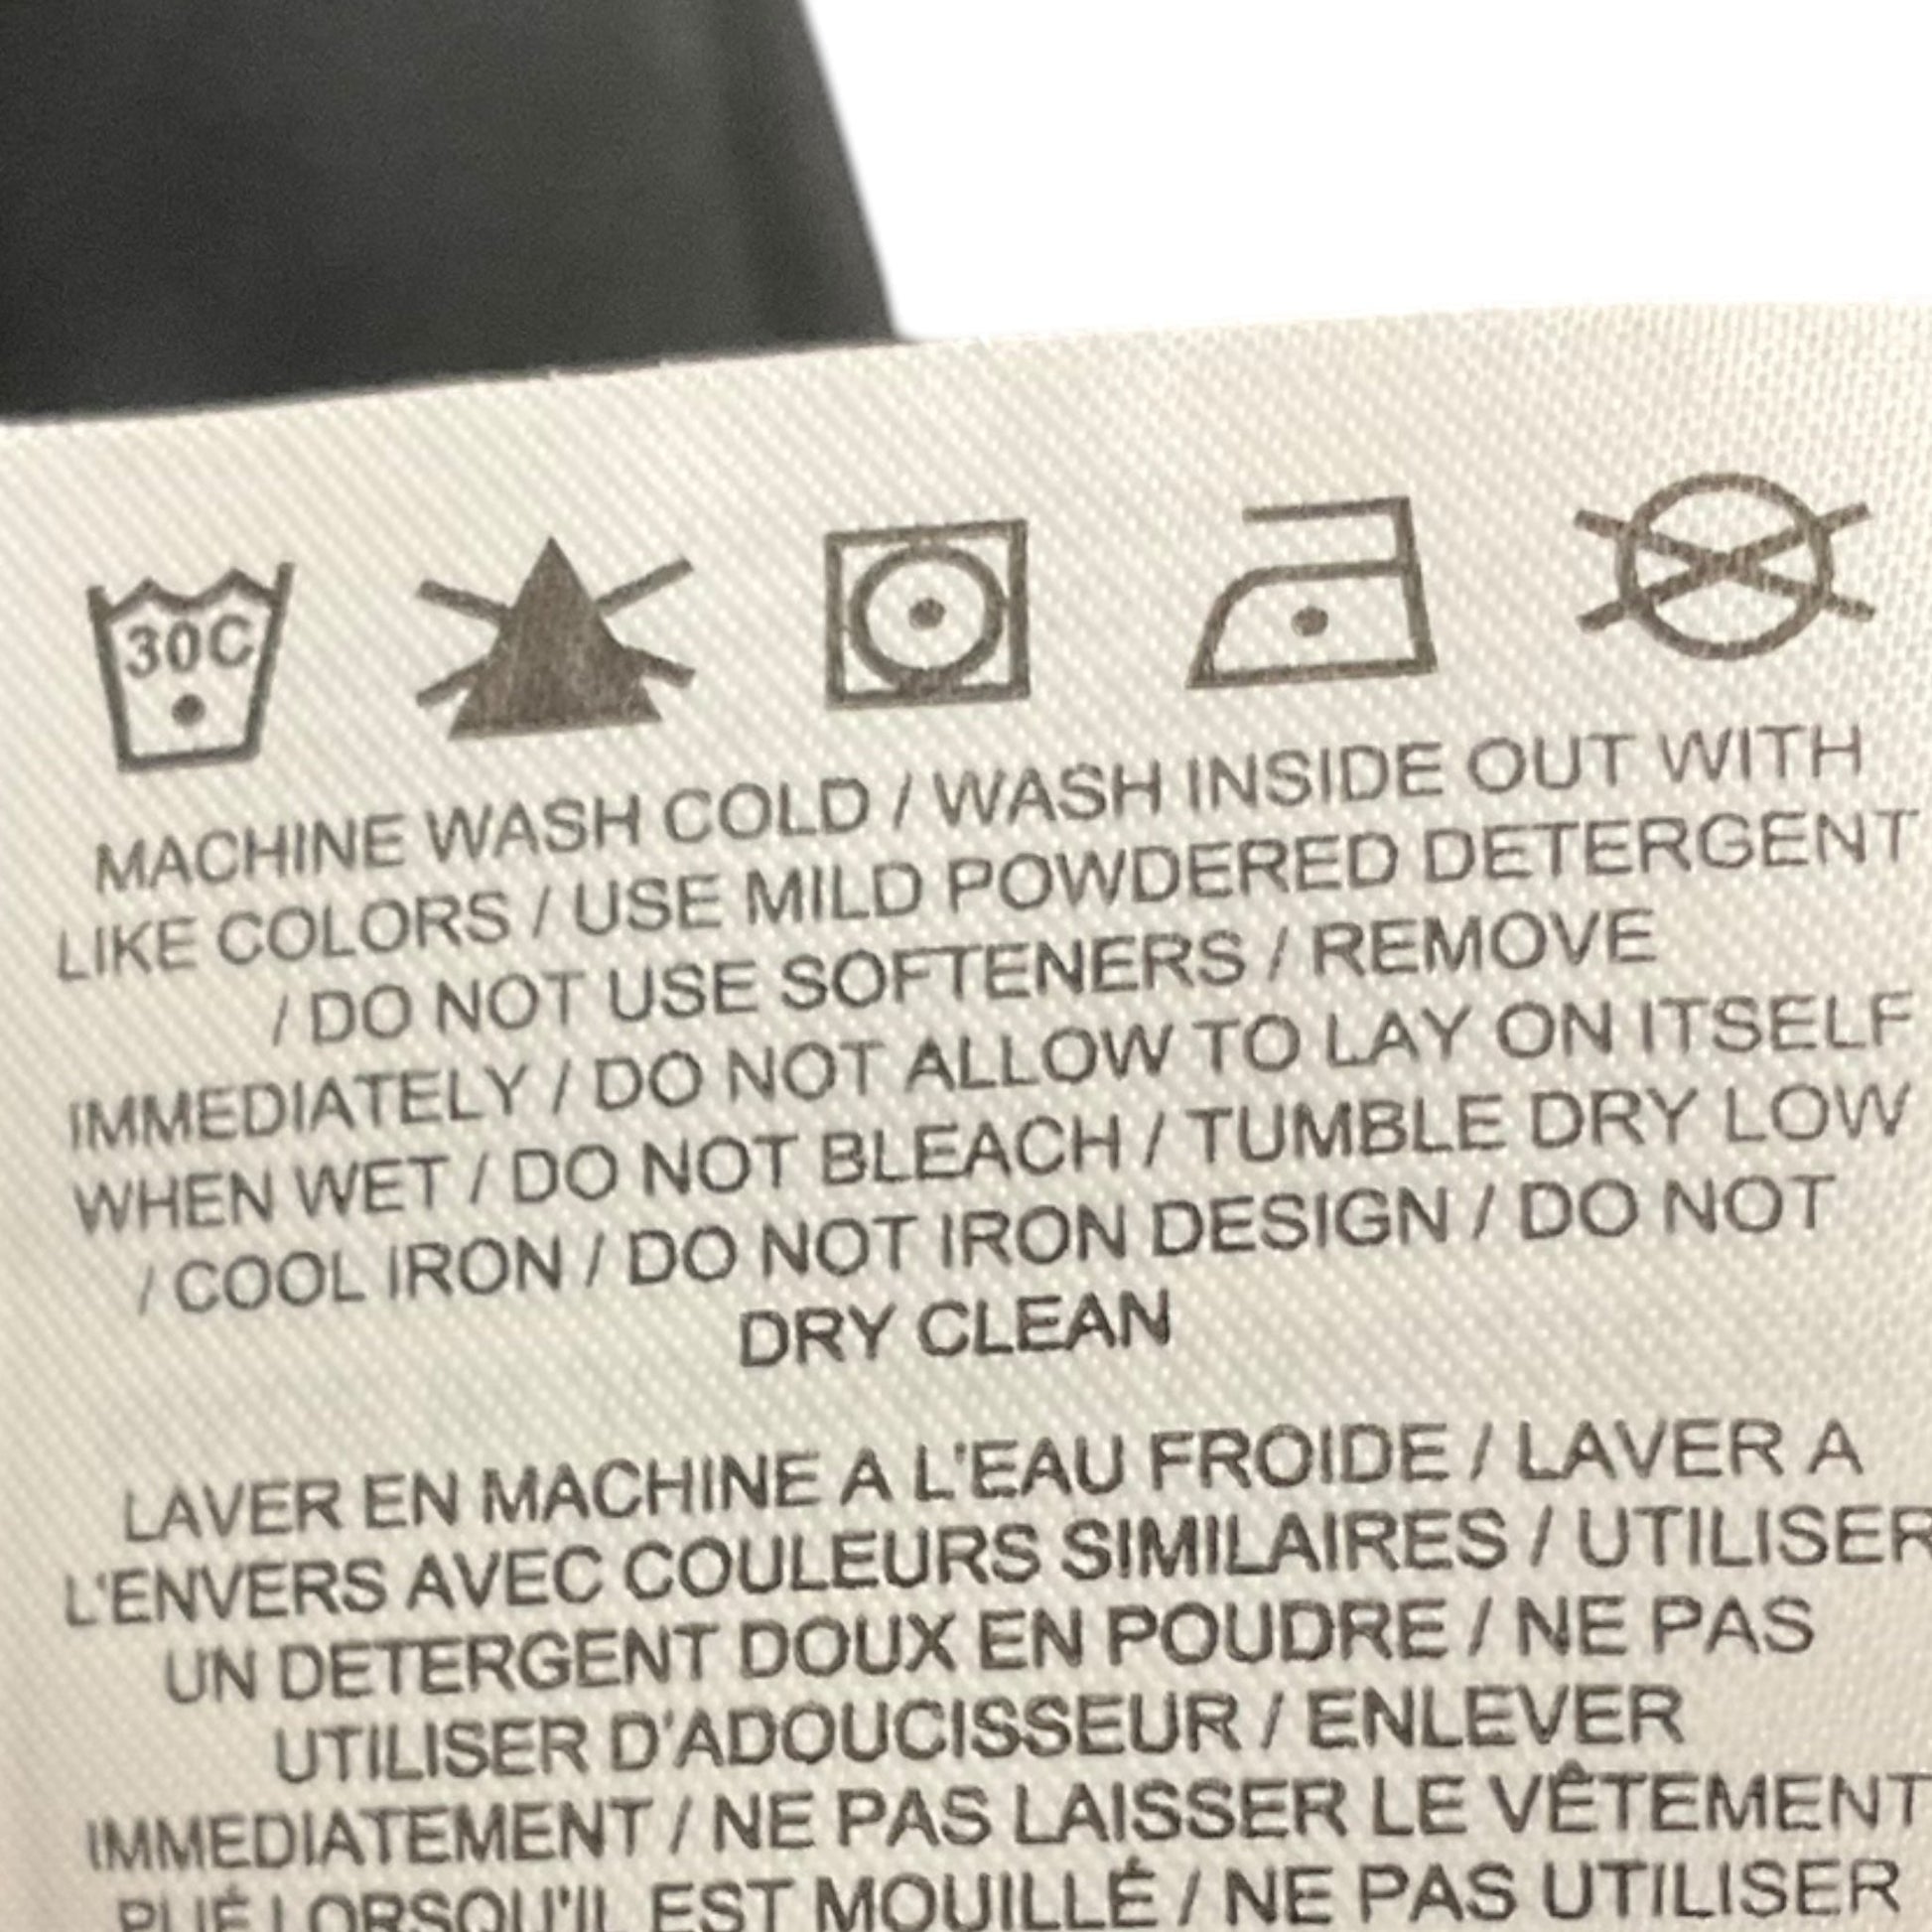 30C
MACHINE WASH COLD / WASH INSIDE OUT WITH
LIKE COLORS / USE MILD POWDERED DETERGENT
/ DO NOT USE SOFTENERS / REMOVE
IMMEDIATELY / DO NOT ALLOW TO LAY ON ITSELF
WHEN WET / DO NOT BLEACH / TUMBLE DRY LOW
/ COOL IRON / DO NOT IRON DESIGN / DO NOT
DRY CLEAN
LAVER EN MACHINE A L'EAU FROIDE / LAVER A
L'ENVERS AVEC COULEURS SIMILAIRES / UTILISER
UN DETERGENT DOUX EN POUDRE / NE PAS
UTILISER D'ADOUCISSEUR / ENLEVER
IMMEDIATEMENT / NE PAS LAISSER LE VÊTEMENT
PLIÉ LORSQU'IL EST MOUILLÉ / NE PAS UTILISER